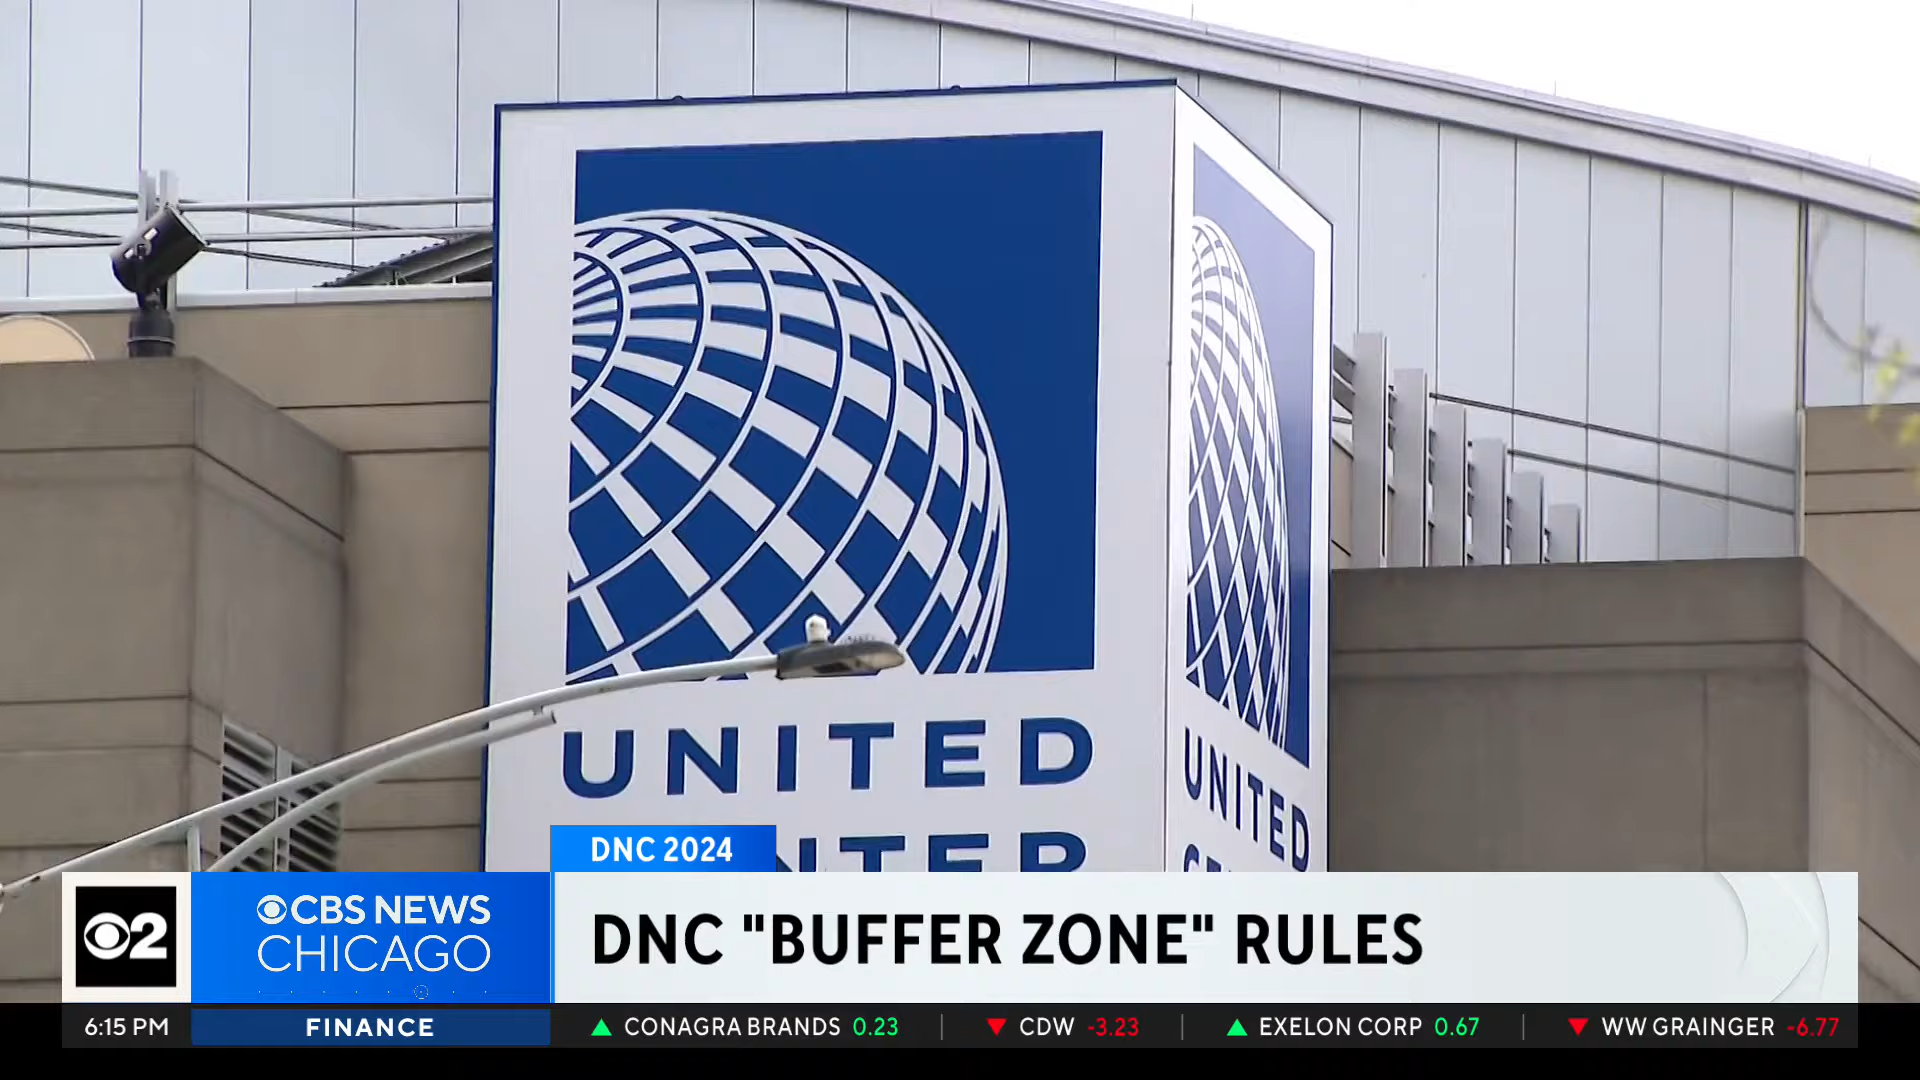 UNITED
UNITED
DNC 2024
2
CBS NEWS
CHICAGO
DNC "BUFFER ZONE" RULES
6:15 PM
FINANCE
CONAGRA BRANDS 0.23
CDW -3.23
EXELON CORP 0.67
WW GRAINGER -6.77